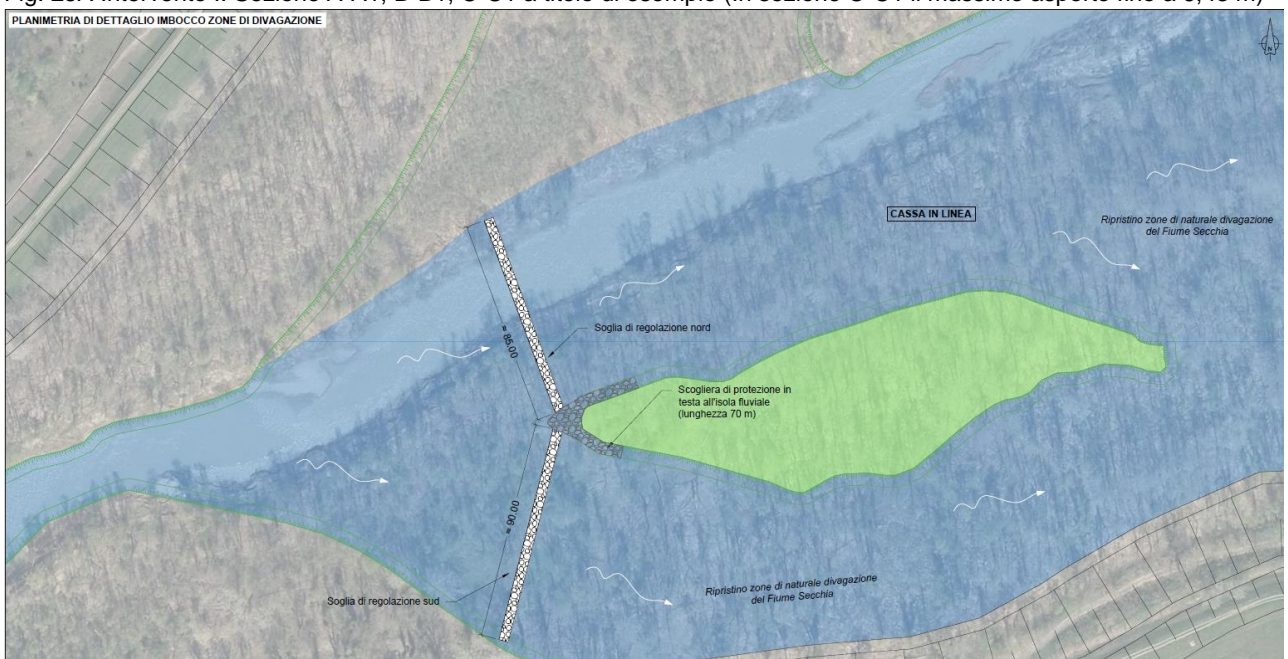 PLANIMETRIA DI DETTAGLIO IMBOCCO ZONE DI DIVAGAZIONE
N
CASSA IN LINEA
Ripristino zone di naturale divagazione
del Fiume Secchia
Soglia di regolazione nord
≈ 85.00
Scogliera di protezione in
testa all'isola fluviale
(lunghezza 70 m)
≈ 90.00
Ripristino zone di naturale divagazione
del Fiume Secchia
Soglia di regolazione sud